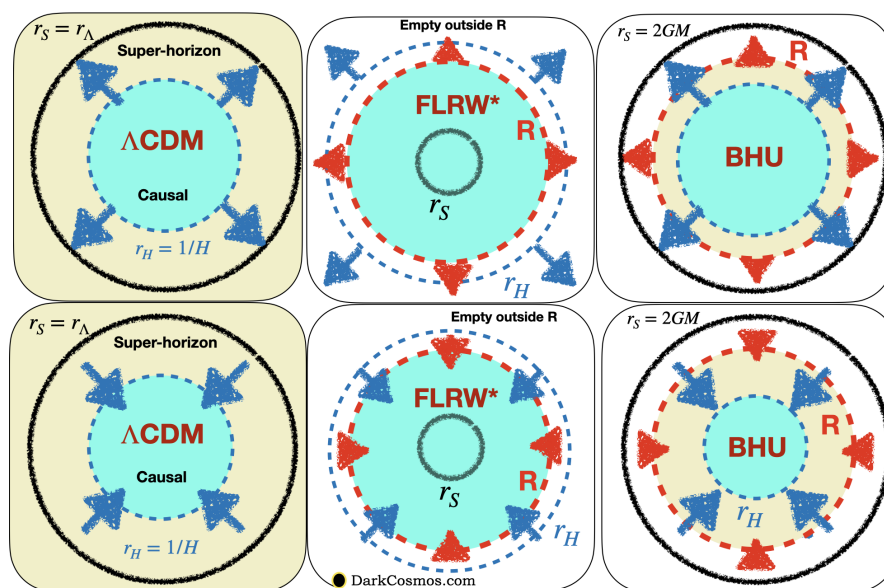 r_S = r_Λ
Super-horizon
ΛCDM
Causal
r_H = 1/H
Empty outside R
FLRW*
R
r_S
r_H
r_S = 2GM
R
BHU
r_S = r_Λ
Super-horizon
ΛCDM
Causal
r_H = 1/H
Empty outside R
FLRW*
r_S
R
r_H
DarkCosmos.com
r_S = 2GM
R
BHU
r_H